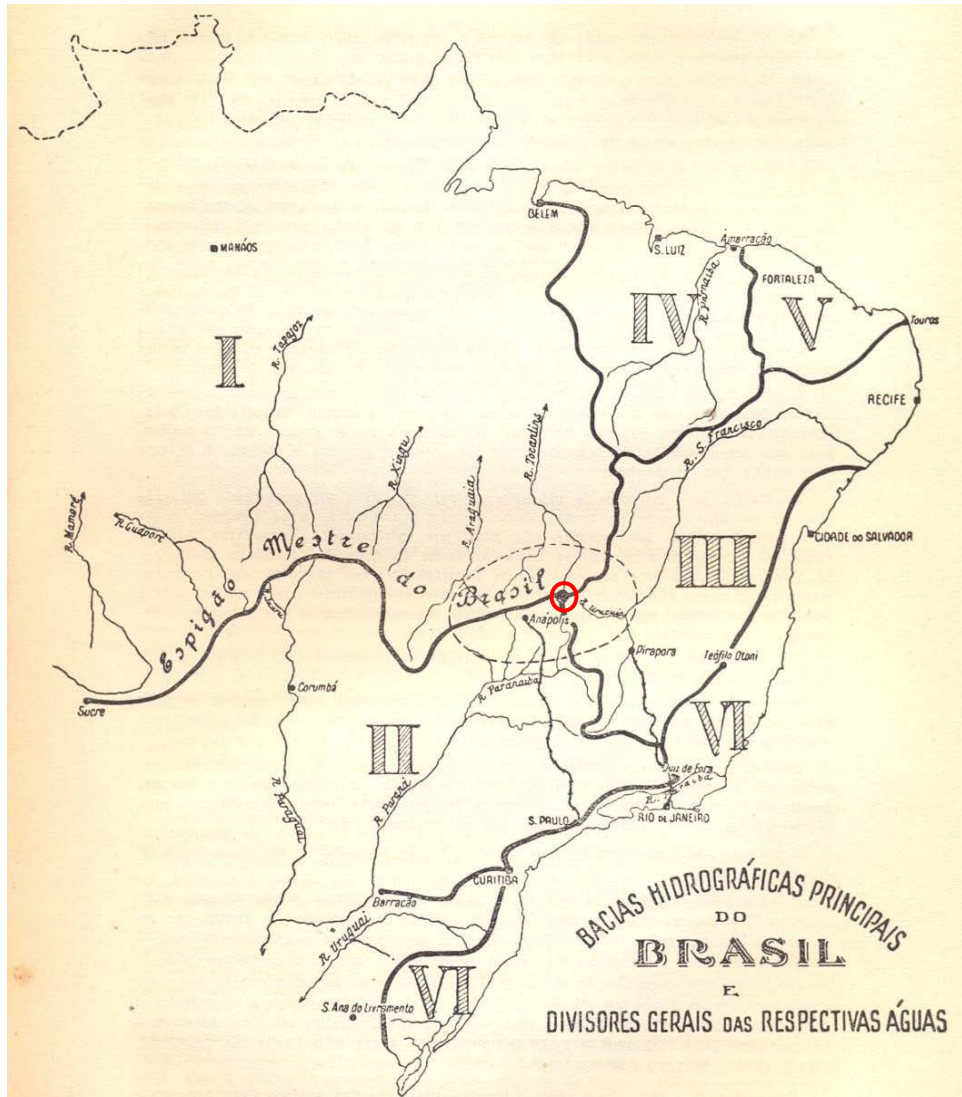 BELEM
MANÁOS
S. LUIZ
Amarração
FORTALEZA
R. Parnaiba
IV
V
Touros
I
R. Tapajoz
RECIFE
R. S. Francisco
R. Tocantins
R. Xingu
R. Araguaia
R. Mamoré
R. Guaporé
CIDADE do SALVADOR
III
Espigão Mestre do Brasil
Anápolis
Pirapora
Teófilo Otoni
Corumbá
R. Paranaiba
Sucre
II
VI
R. Paraná
R. Paraguai
S. PAULO
RIO DE JANEIRO
CURITIBA
Barracão
R. Uruguai
VI
S. Ana do Livramento
BACIAS HIDROGRÁFICAS PRINCIPAIS
DO
BRASIL
E
DIVISORES GERAIS DAS RESPECTIVAS ÁGUAS